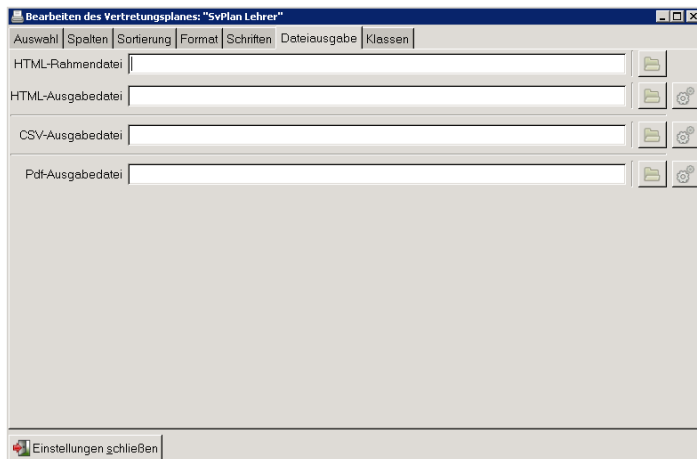 Bearbeiten des Vertretungsplanes: "SvPlan Lehrer"
Auswahl Spalten Sortierung Format Schriften Dateiausgabe Klassen
HTML-Rahmendatei
HTML-Ausgabedatei
CSV-Ausgabedatei
Pdf-Ausgabedatei
Einstellungen schließen